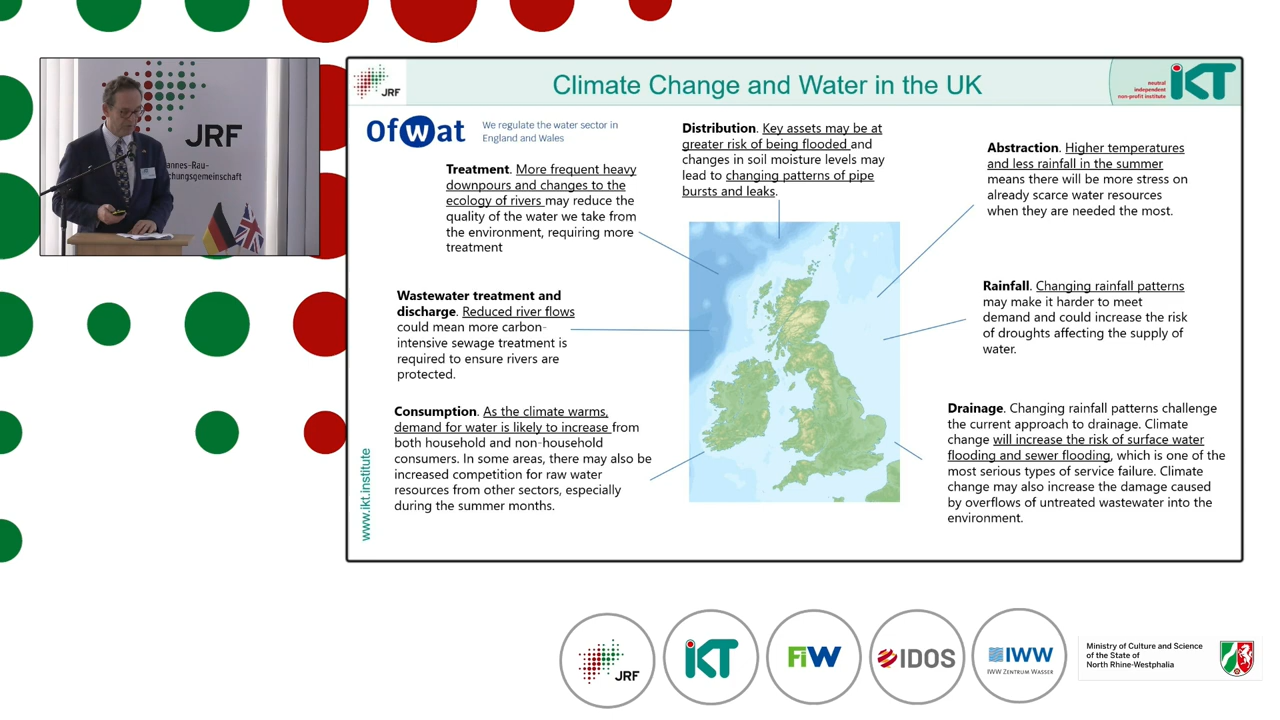 JRF
annes-Rau-
chungsgemeinschaft
JRF
Climate Change and Water in the UK
neutral
independent
non-profit institute
iKT
Ofwat
We regulate the water sector in
England and Wales
Treatment. More frequent heavy
downpours and changes to the
ecology of rivers may reduce the
quality of the water we take from
the environment, requiring more
treatment
Distribution. Key assets may be at
greater risk of being flooded and
changes in soil moisture levels may
lead to changing patterns of pipe
bursts and leaks.
Abstraction. Higher temperatures
and less rainfall in the summer
means there will be more stress on
already scarce water resources
when they are needed the most.
Wastewater treatment and
discharge. Reduced river flows
could mean more carbon-
intensive sewage treatment is
required to ensure rivers are
protected.
Rainfall. Changing rainfall patterns
may make it harder to meet
demand and could increase the risk
of droughts affecting the supply of
water.
Consumption. As the climate warms,
demand for water is likely to increase from
both household and non-household
consumers. In some areas, there may also be
increased competition for raw water
resources from other sectors, especially
during the summer months.
Drainage. Changing rainfall patterns challenge
the current approach to drainage. Climate
change will increase the risk of surface water
flooding and sewer flooding, which is one of the
most serious types of service failure. Climate
change may also increase the damage caused
by overflows of untreated wastewater into the
environment.
www.ikt.institute
JRF
iKT
FiW
IDOS
IWW
IWW ZENTRUM WASSER
Ministry of Culture and Science
of the State of
North Rhine-Westphalia